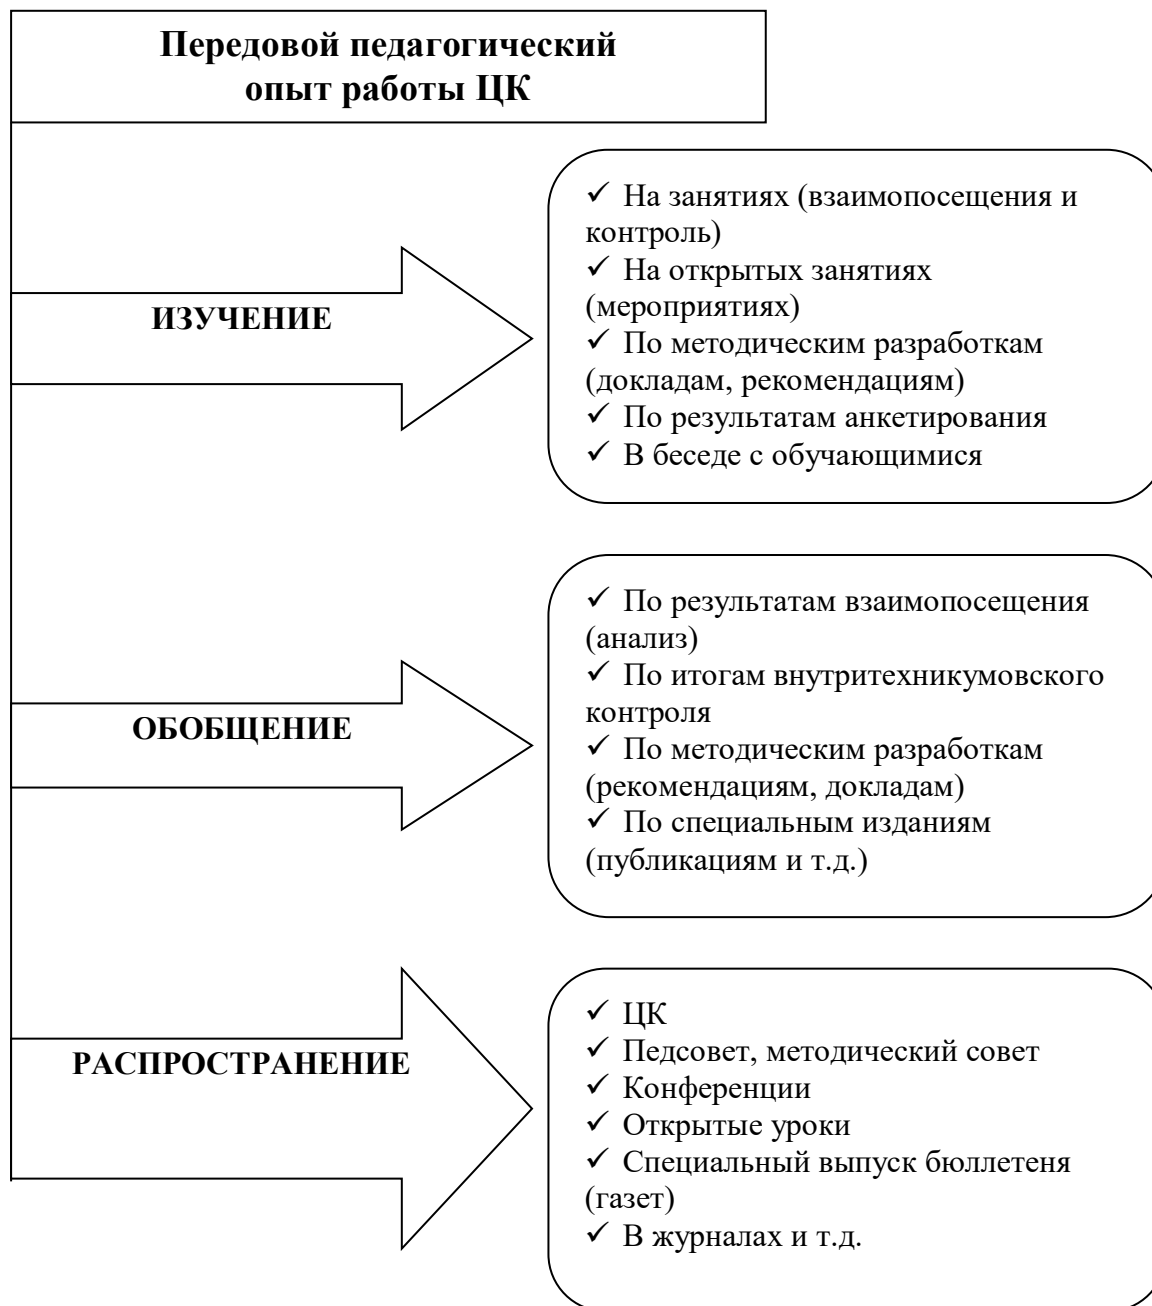 Передовой педагогический
опыт работы ЦК
ИЗУЧЕНИЕ
✓ На занятиях (взаимопосещения и
контроль)
✓ На открытых занятиях
(мероприятиях)
✓ По методическим разработкам
(докладам, рекомендациям)
✓ По результатам анкетирования
✓ В беседе с обучающимися
ОБОБЩЕНИЕ
✓ По результатам взаимопосещения
(анализ)
✓ По итогам внутритехникумовского
контроля
✓ По методическим разработкам
(рекомендациям, докладам)
✓ По специальным изданиям
(публикациям и т.д.)
РАСПРОСТРАНЕНИЕ
✓ ЦК
✓ Педсовет, методический совет
✓ Конференции
✓ Открытые уроки
✓ Специальный выпуск бюллетеня
(газет)
✓ В журналах и т.д.